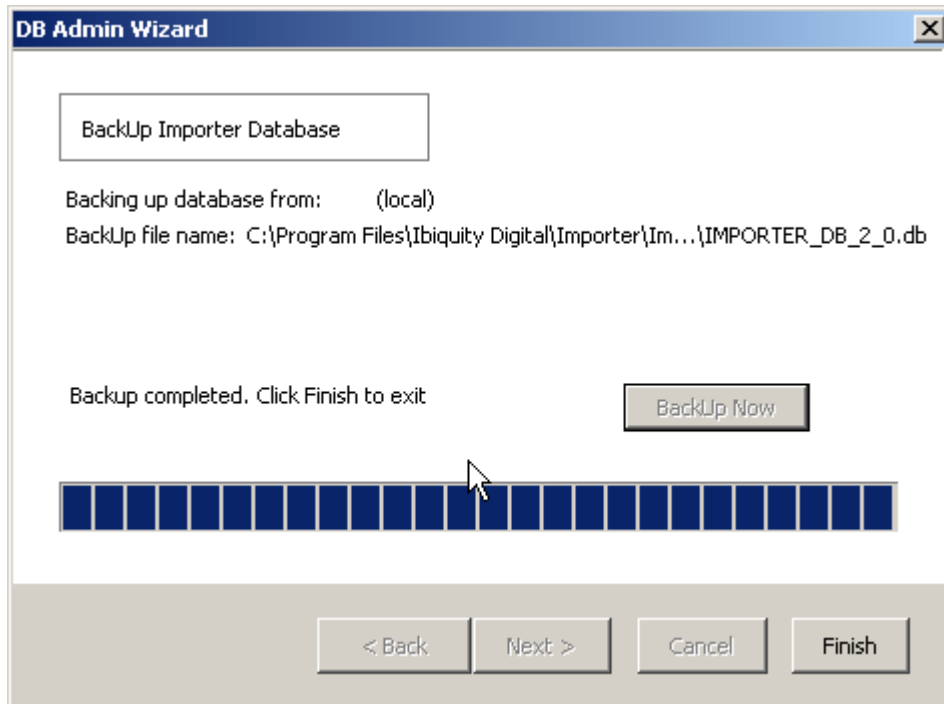 DB Admin Wizard
BackUp Importer Database
Backing up database from: (local)
BackUp file name: C:\Program Files\Ibiquity Digital\Importer\Im...\IMPORTER_DB_2_0.db
Backup completed. Click Finish to exit
BackUp Now
< Back Next > Cancel Finish